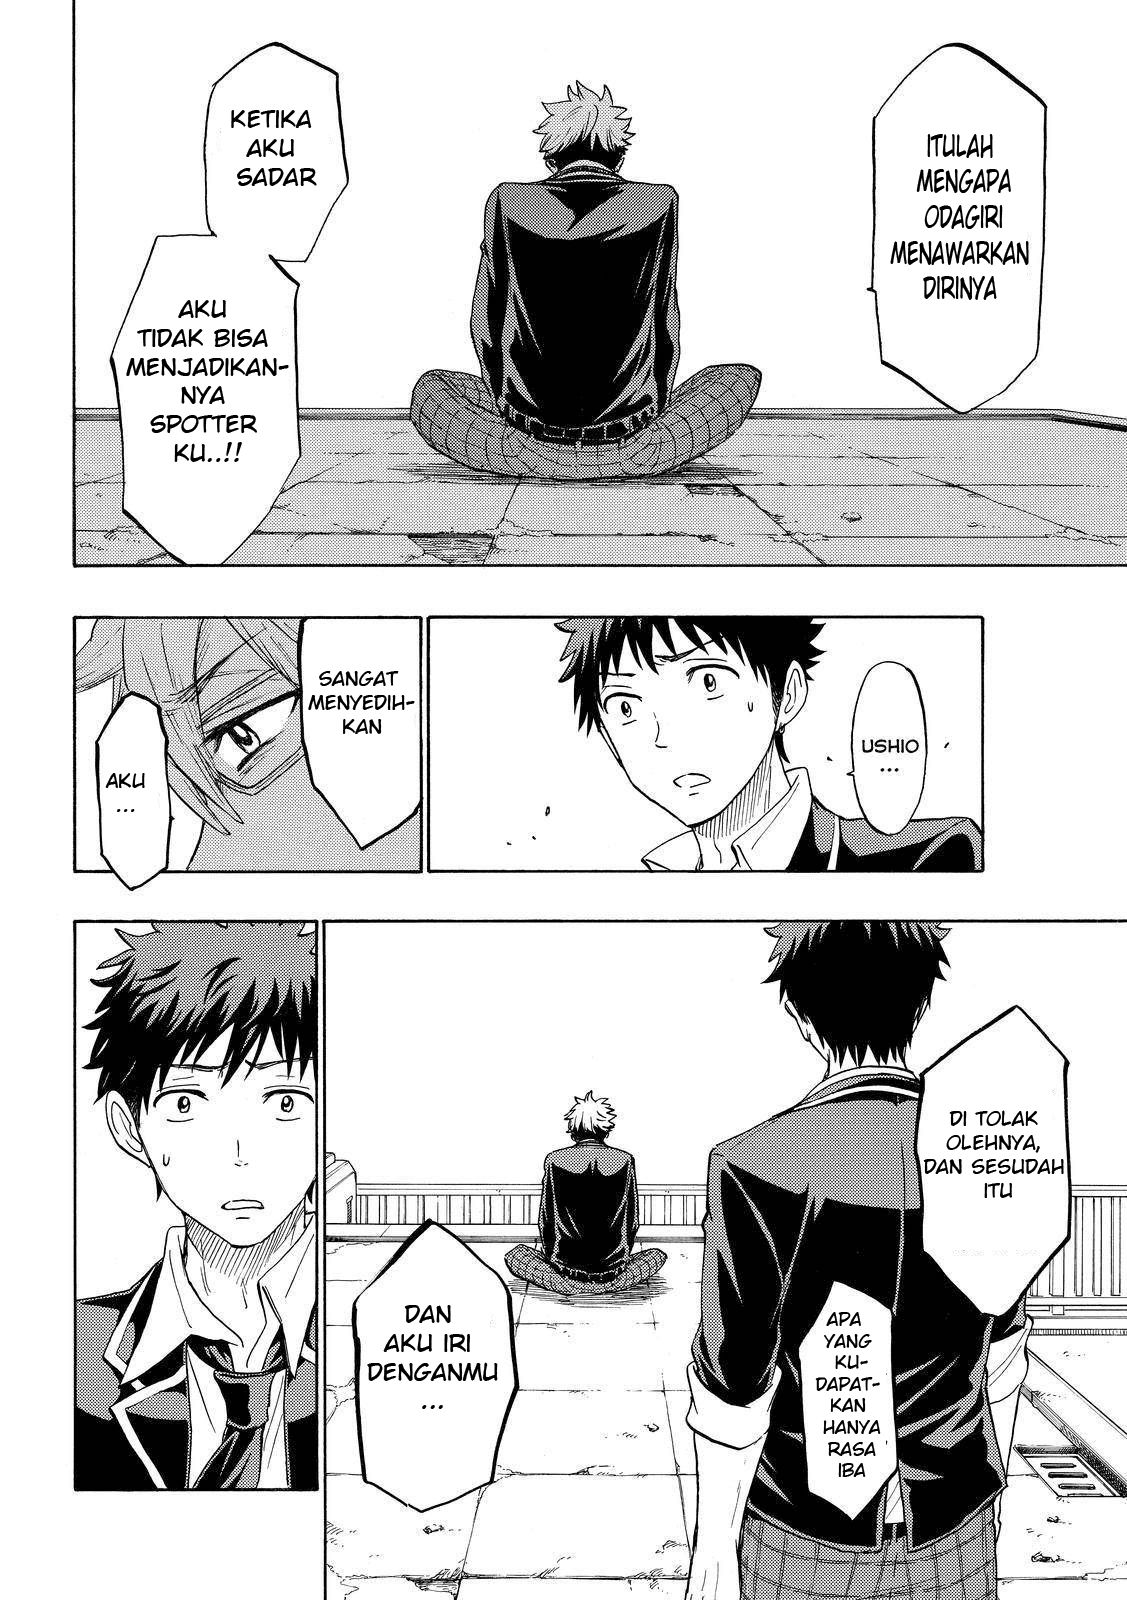 ITULAH
MENGAPA
ODAGIRI
MENAWARKAN
DIRINYA
KETIKA
AKU
SADAR
AKU
TIDAK BISA
MENJADIKAN-
NYA
SPOTTER
KU..!!
USHIO
...
SANGAT
MENYEDIH-
KAN
AKU
...
DI TOLAK
OLEHNYA,
DAN SESUDAH
ITU
APA
YANG
KU-
DAPAT-
KAN
HANYA
RASA
IBA
DAN
AKU IRI
DENGANMU
...